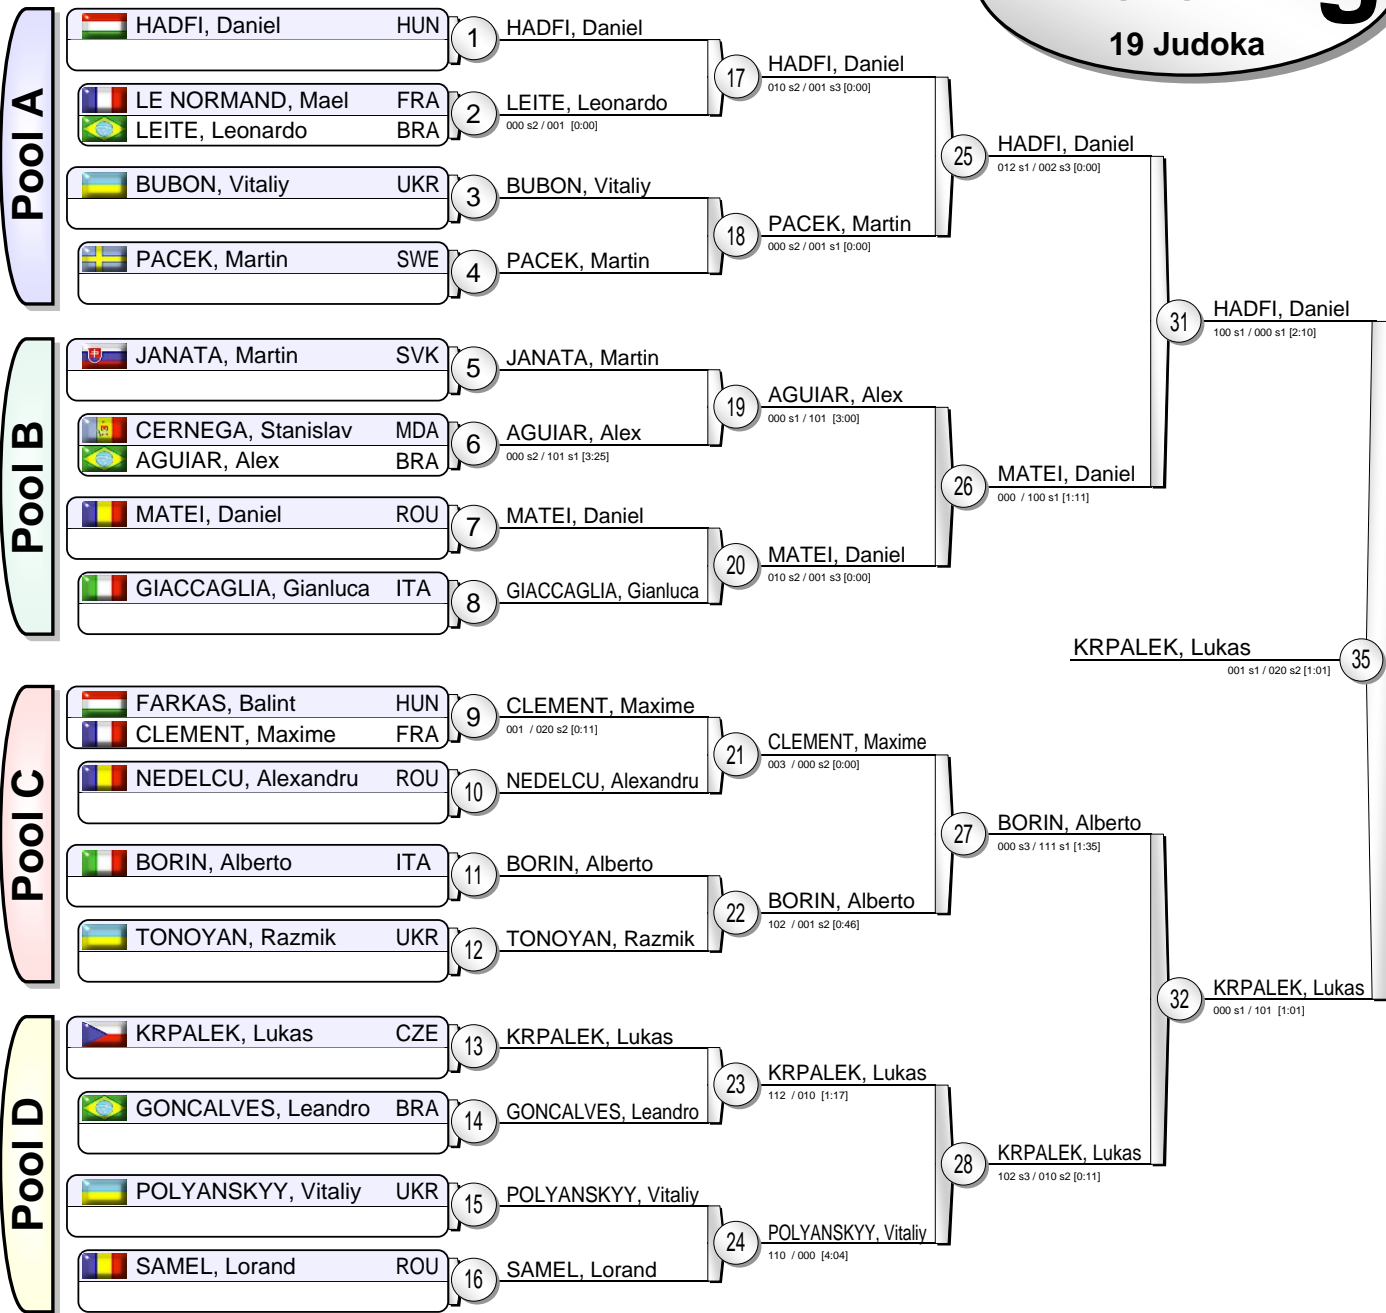 19 Judoka
Pool A
HADFI, Daniel HUN
1
HADFI, Daniel
LE NORMAND, Mael FRA
LEITE, Leonardo BRA
2
LEITE, Leonardo
000 s2 / 001 [0:00]
17
HADFI, Daniel
010 s2 / 001 s3 [0:00]
BUBON, Vitaliy UKR
3
BUBON, Vitaliy
PACEK, Martin SWE
4
PACEK, Martin
18
PACEK, Martin
000 s2 / 001 s1 [0:00]
25
HADFI, Daniel
012 s1 / 002 s3 [0:00]
Pool B
JANATA, Martin SVK
5
JANATA, Martin
CERNEGA, Stanislav MDA
AGUIAR, Alex BRA
6
AGUIAR, Alex
000 s2 / 101 s1 [3:25]
19
AGUIAR, Alex
000 s1 / 101 [3:00]
MATEI, Daniel ROU
7
MATEI, Daniel
GIACCAGLIA, Gianluca ITA
8
GIACCAGLIA, Gianluca
20
MATEI, Daniel
010 s2 / 001 s3 [0:00]
26
MATEI, Daniel
000 / 100 s1 [1:11]
31
HADFI, Daniel
100 s1 / 000 s1 [2:10]
KRPALEK, Lukas
001 s1 / 020 s2 [1:01]
35
Pool C
FARKAS, Balint HUN
CLEMENT, Maxime FRA
9
CLEMENT, Maxime
001 / 020 s2 [0:11]
NEDELCU, Alexandru ROU
10
NEDELCU, Alexandru
21
CLEMENT, Maxime
003 / 000 s2 [0:00]
BORIN, Alberto ITA
11
BORIN, Alberto
TONOYAN, Razmik UKR
12
TONOYAN, Razmik
22
BORIN, Alberto
102 / 001 s2 [0:46]
27
BORIN, Alberto
000 s3 / 111 s1 [1:35]
Pool D
KRPALEK, Lukas CZE
13
KRPALEK, Lukas
GONCALVES, Leandro BRA
14
GONCALVES, Leandro
23
KRPALEK, Lukas
112 / 010 [1:17]
POLYANSKYY, Vitaliy UKR
15
POLYANSKYY, Vitaliy
SAMEL, Lorand ROU
16
SAMEL, Lorand
24
POLYANSKYY, Vitaliy
110 / 000 [4:04]
28
KRPALEK, Lukas
102 s3 / 010 s2 [0:11]
32
KRPALEK, Lukas
000 s1 / 101 [1:01]